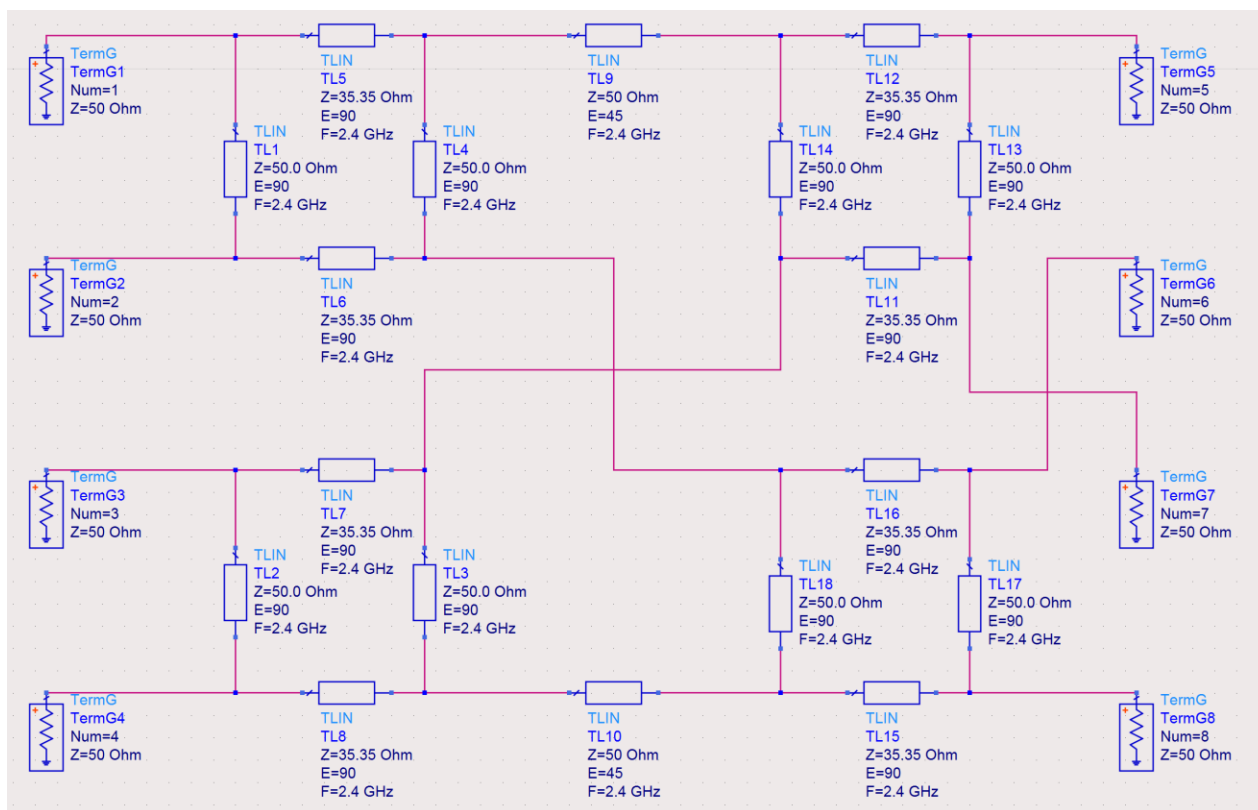 TermG
TermG1
Num=1
Z=50 Ohm
TLIN
TL5
Z=35.35 Ohm
E=90
F=2.4 GHz
TLIN
TL9
Z=50 Ohm
E=45
F=2.4 GHz
TLIN
TL12
Z=35.35 Ohm
E=90
F=2.4 GHz
TermG
TermG5
Num=5
Z=50 Ohm
TLIN
TL1
Z=50.0 Ohm
E=90
F=2.4 GHz
TLIN
TL4
Z=50.0 Ohm
E=90
F=2.4 GHz
TLIN
TL14
Z=50.0 Ohm
E=90
F=2.4 GHz
TLIN
TL13
Z=50.0 Ohm
E=90
F=2.4 GHz
TermG
TermG2
Num=2
Z=50 Ohm
TLIN
TL6
Z=35.35 Ohm
E=90
F=2.4 GHz
TLIN
TL11
Z=35.35 Ohm
E=90
F=2.4 GHz
TermG
TermG6
Num=6
Z=50 Ohm
TermG
TermG3
Num=3
Z=50 Ohm
TLIN
TL7
Z=35.35 Ohm
E=90
F=2.4 GHz
TLIN
TL16
Z=35.35 Ohm
E=90
F=2.4 GHz
TermG
TermG7
Num=7
Z=50 Ohm
TLIN
TL2
Z=50.0 Ohm
E=90
F=2.4 GHz
TLIN
TL3
Z=50.0 Ohm
E=90
F=2.4 GHz
TLIN
TL18
Z=50.0 Ohm
E=90
F=2.4 GHz
TLIN
TL17
Z=50.0 Ohm
E=90
F=2.4 GHz
TermG
TermG4
Num=4
Z=50 Ohm
TLIN
TL8
Z=35.35 Ohm
E=90
F=2.4 GHz
TLIN
TL10
Z=50 Ohm
E=45
F=2.4 GHz
TLIN
TL15
Z=35.35 Ohm
E=90
F=2.4 GHz
TermG
TermG8
Num=8
Z=50 Ohm